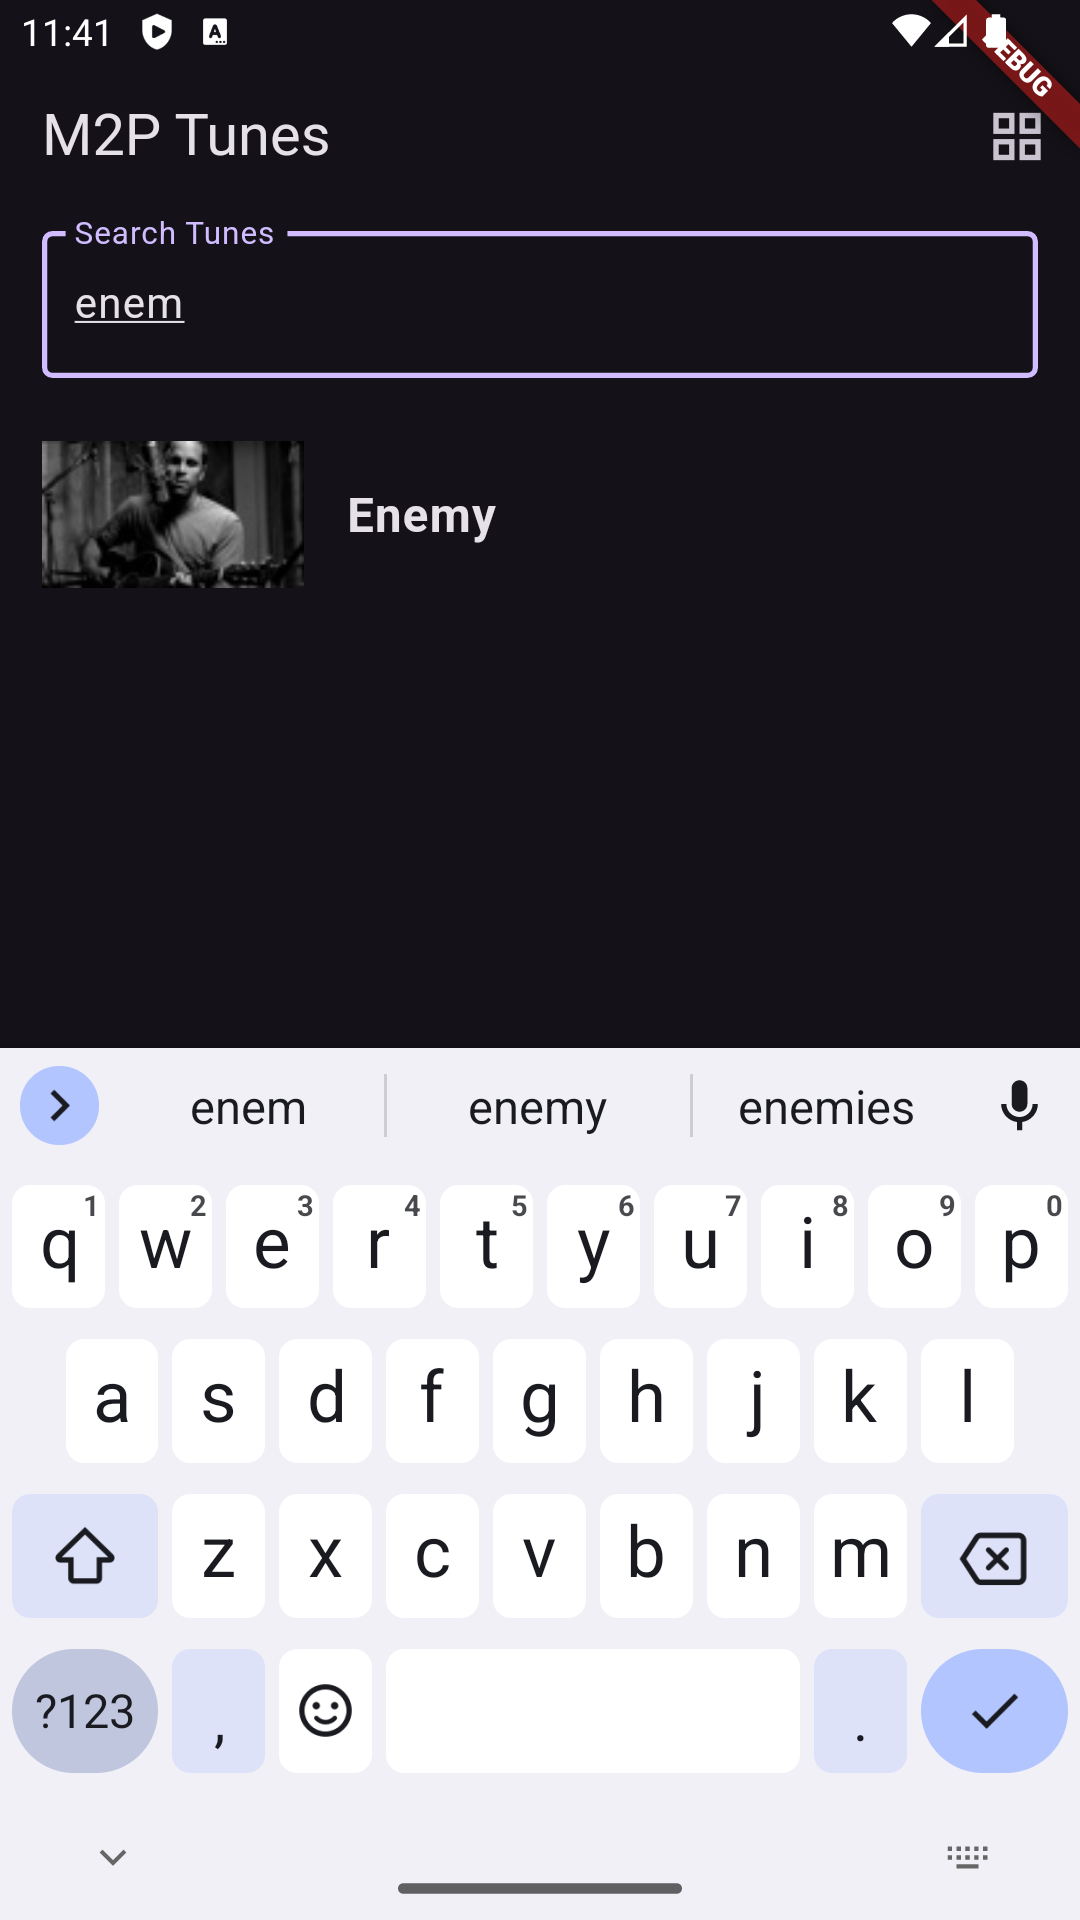 11:41
EBUG
M2P Tunes
Search Tunes
enem
Enemy
enem enemy enemies
1 2 3 4 5 6 7 8 9 0
q w e r t y u i o p
a s d f g h j k l
z x c v b n m
?123 , .